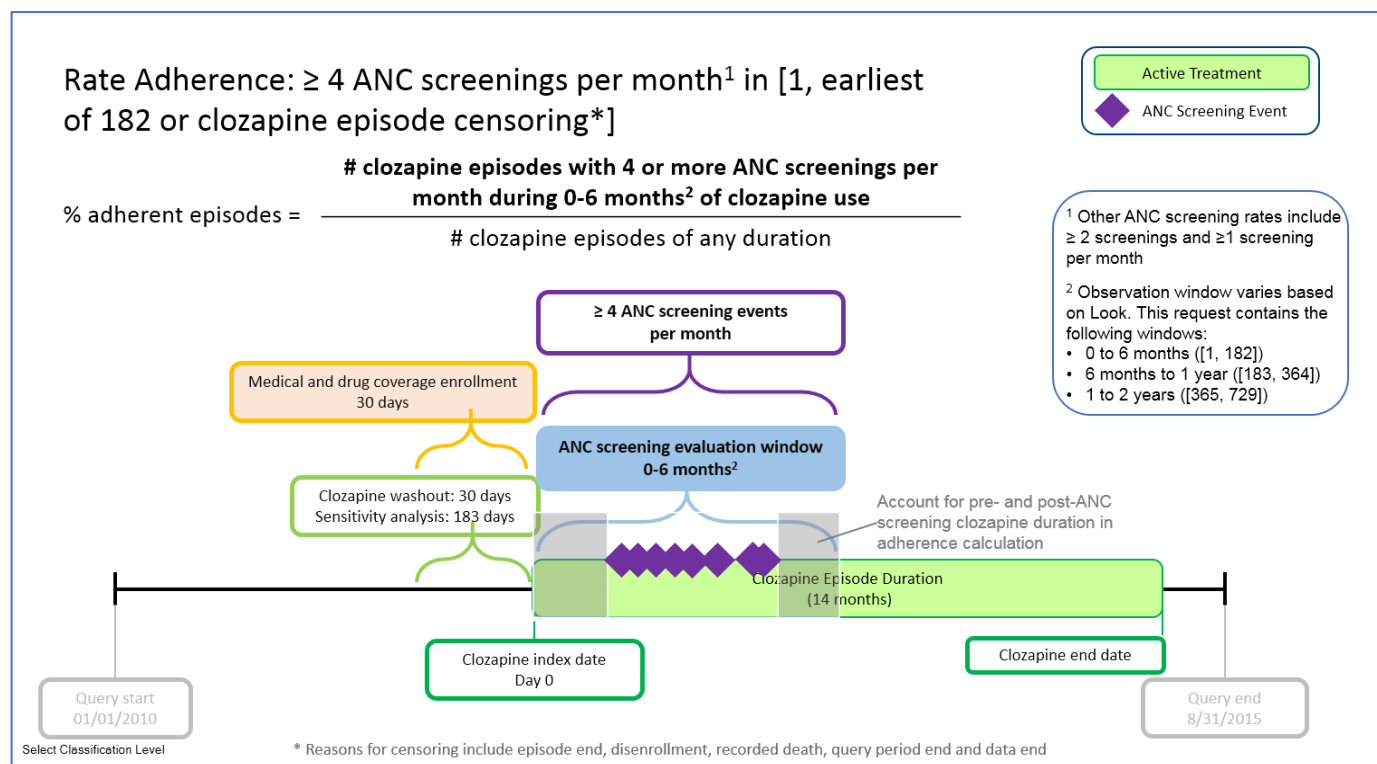 Rate Adherence: ≥ 4 ANC screenings per month1 in [1, earliest
of 182 or clozapine episode censoring*]
Active Treatment
ANC Screening Event
% adherent episodes =
# clozapine episodes with 4 or more ANC screenings per
month during 0-6 months2 of clozapine use
# clozapine episodes of any duration
1 Other ANC screening rates include
≥ 2 screenings and ≥1 screening
per month
2 Observation window varies based
on Look. This request contains the
following windows:
• 0 to 6 months ([1, 182])
• 6 months to 1 year ([183, 364])
• 1 to 2 years ([365, 729])
≥ 4 ANC screening events
per month
Medical and drug coverage enrollment
30 days
ANC screening evaluation window
0-6 months2
Clozapine washout: 30 days
Sensitivity analysis: 183 days
Account for pre- and post-ANC
screening clozapine duration in
adherence calculation
Clozapine Episode Duration
(14 months)
Clozapine index date
Day 0
Clozapine end date
Query start
01/01/2010
Query end
8/31/2015
Select Classification Level
* Reasons for censoring include episode end, disenrollment, recorded death, query period end and data end